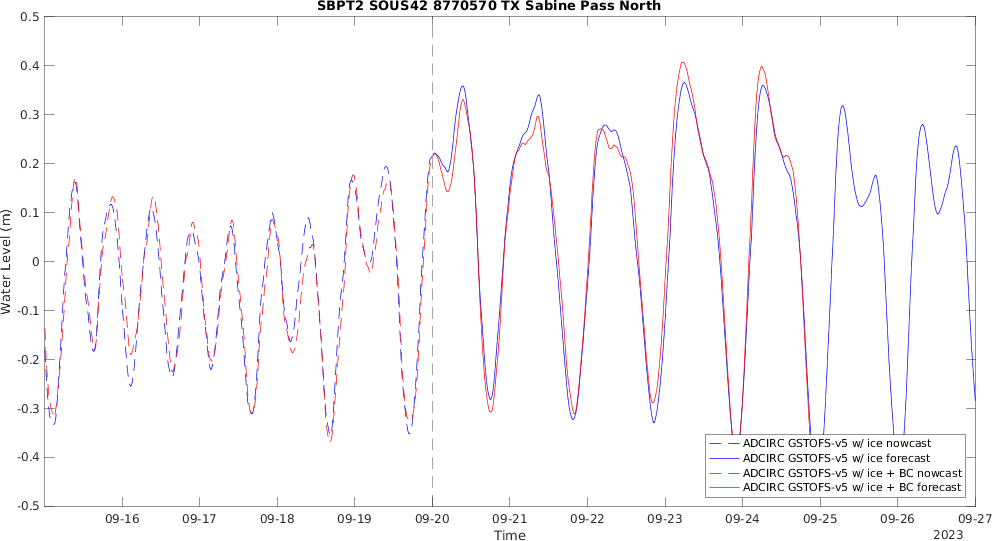 SBPT2 SOUS42 8770570 TX Sabine Pass North
0.5
0.4
0.3
0.2
0.1
0
-0.1
-0.2
-0.3
-0.4
-0.5
Water Level (m)
ADCIRC GSTOFS-v5 w/ ice nowcast
ADCIRC GSTOFS-v5 w/ ice forecast
ADCIRC GSTOFS-v5 w/ ice + BC nowcast
ADCIRC GSTOFS-v5 w/ ice + BC forecast
09-16 09-17 09-18 09-19 09-20 09-21 09-22 09-23 09-24 09-25 09-26 09-27
Time
2023